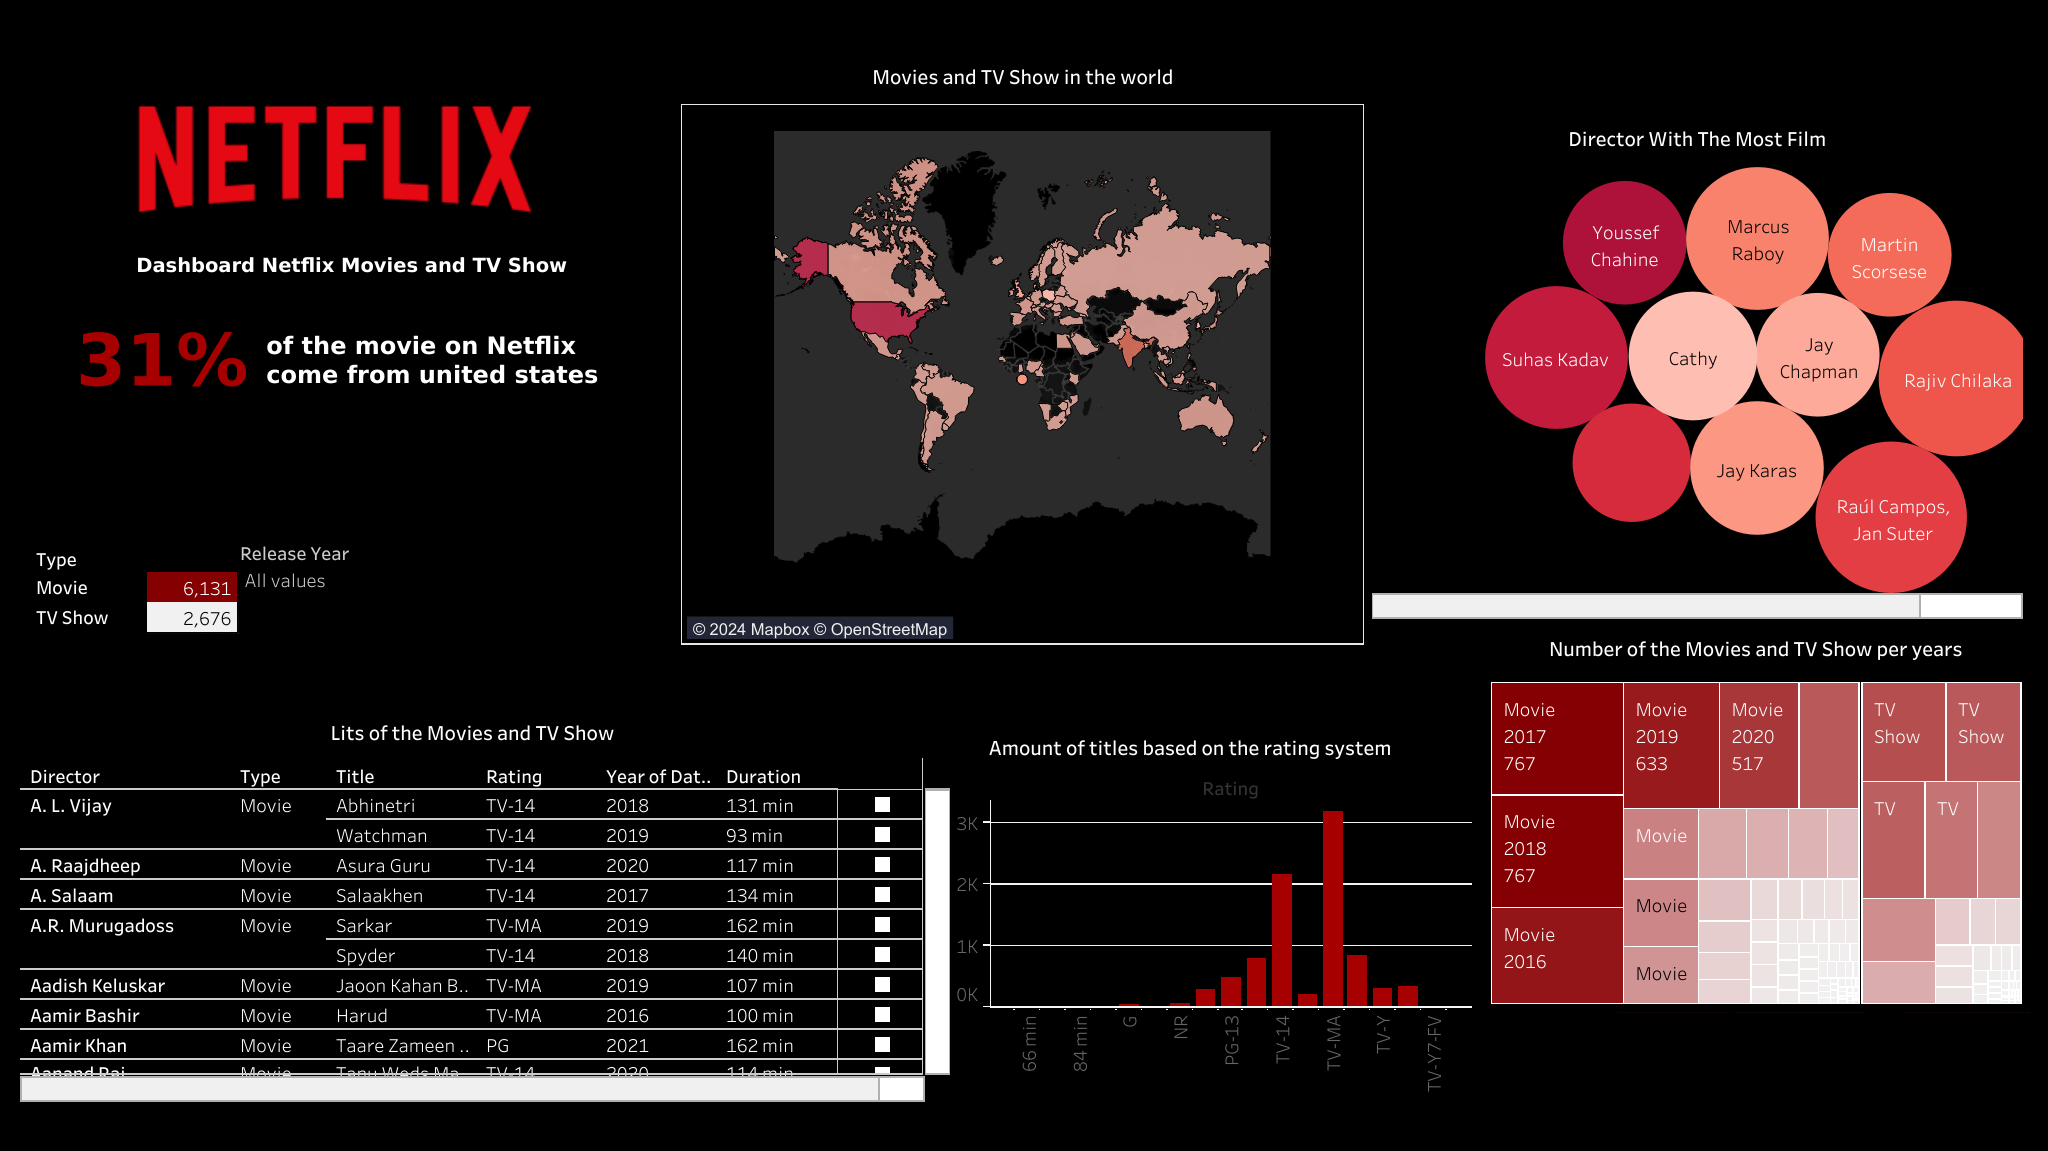 NETFLIX
Dashboard Netflix Movies and TV Show
31%
of the movie on Netflix
come from united states
Type
Movie 6,131
TV Show 2,676
Release Year
All values
Movies and TV Show in the world
© 2024 Mapbox © OpenStreetMap
Director With The Most Film
Youssef
Chahine
Marcus
Raboy
Martin
Scorsese
Suhas Kadav
Cathy
Jay
Chapman
Rajiv Chilaka
Jay Karas
Raúl Campos,
Jan Suter
Lits of the Movies and TV Show
Director Type Title Rating Year of Dat.. Duration
A. L. Vijay Movie Abhinetri TV-14 2018 131 min
Watchman TV-14 2019 93 min
A. Raajdheep Movie Asura Guru TV-14 2020 117 min
A. Salaam Movie Salaakhen TV-14 2017 134 min
A.R. Murugadoss Movie Sarkar TV-MA 2019 162 min
Spyder TV-14 2018 140 min
Aadish Keluskar Movie Jaoon Kahan B.. TV-MA 2019 107 min
Aamir Bashir Movie Harud TV-MA 2016 100 min
Aamir Khan Movie Taare Zameen .. PG 2021 162 min
Aanand Rai Movie Tanu Weds Ma.. TV-14 2020 114 min
Amount of titles based on the rating system
Rating
3K
2K
1K
0K
66 min
84 min
G
NR
PG-13
TV-14
TV-MA
TV-Y
TV-Y7-FV
Number of the Movies and TV Show per years
Movie
2017
767
Movie
2018
767
Movie
2016
Movie
2019
633
Movie
2020
517
Movie
Movie
Movie
TV
Show
TV
Show
TV
TV